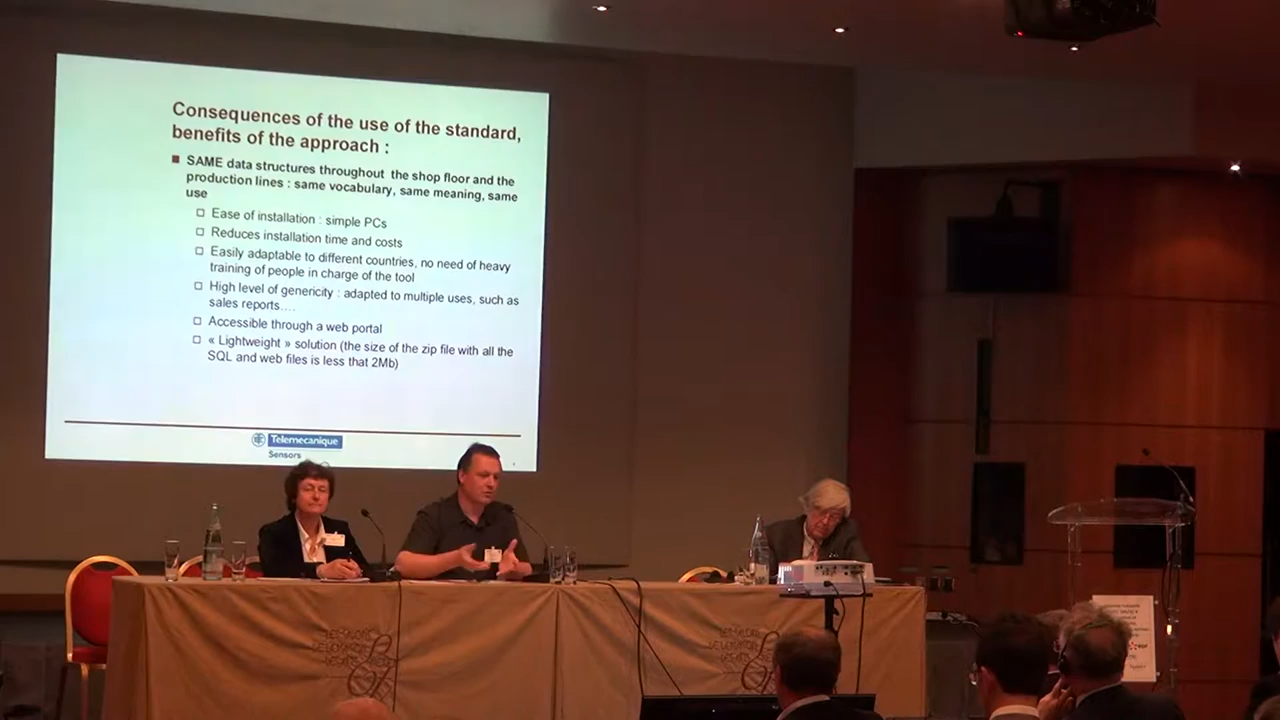 Consequences of the use of the standard,
benefits of the approach :
SAME data structures throughout the shop floor and the
production lines : same vocabulary, same meaning, same
use
Ease of installation : simple PCs
Reduces installation time and costs
Easily adaptable to different countries, no need of heavy
training of people in charge of the tool
High level of genericity : adapted to multiple uses, such as
sales reports….
Accessible through a web portal
« Lightweight » solution (the size of the zip file with all the
SQL and web files is less that 2Mb)
Telemecanique
Sensors